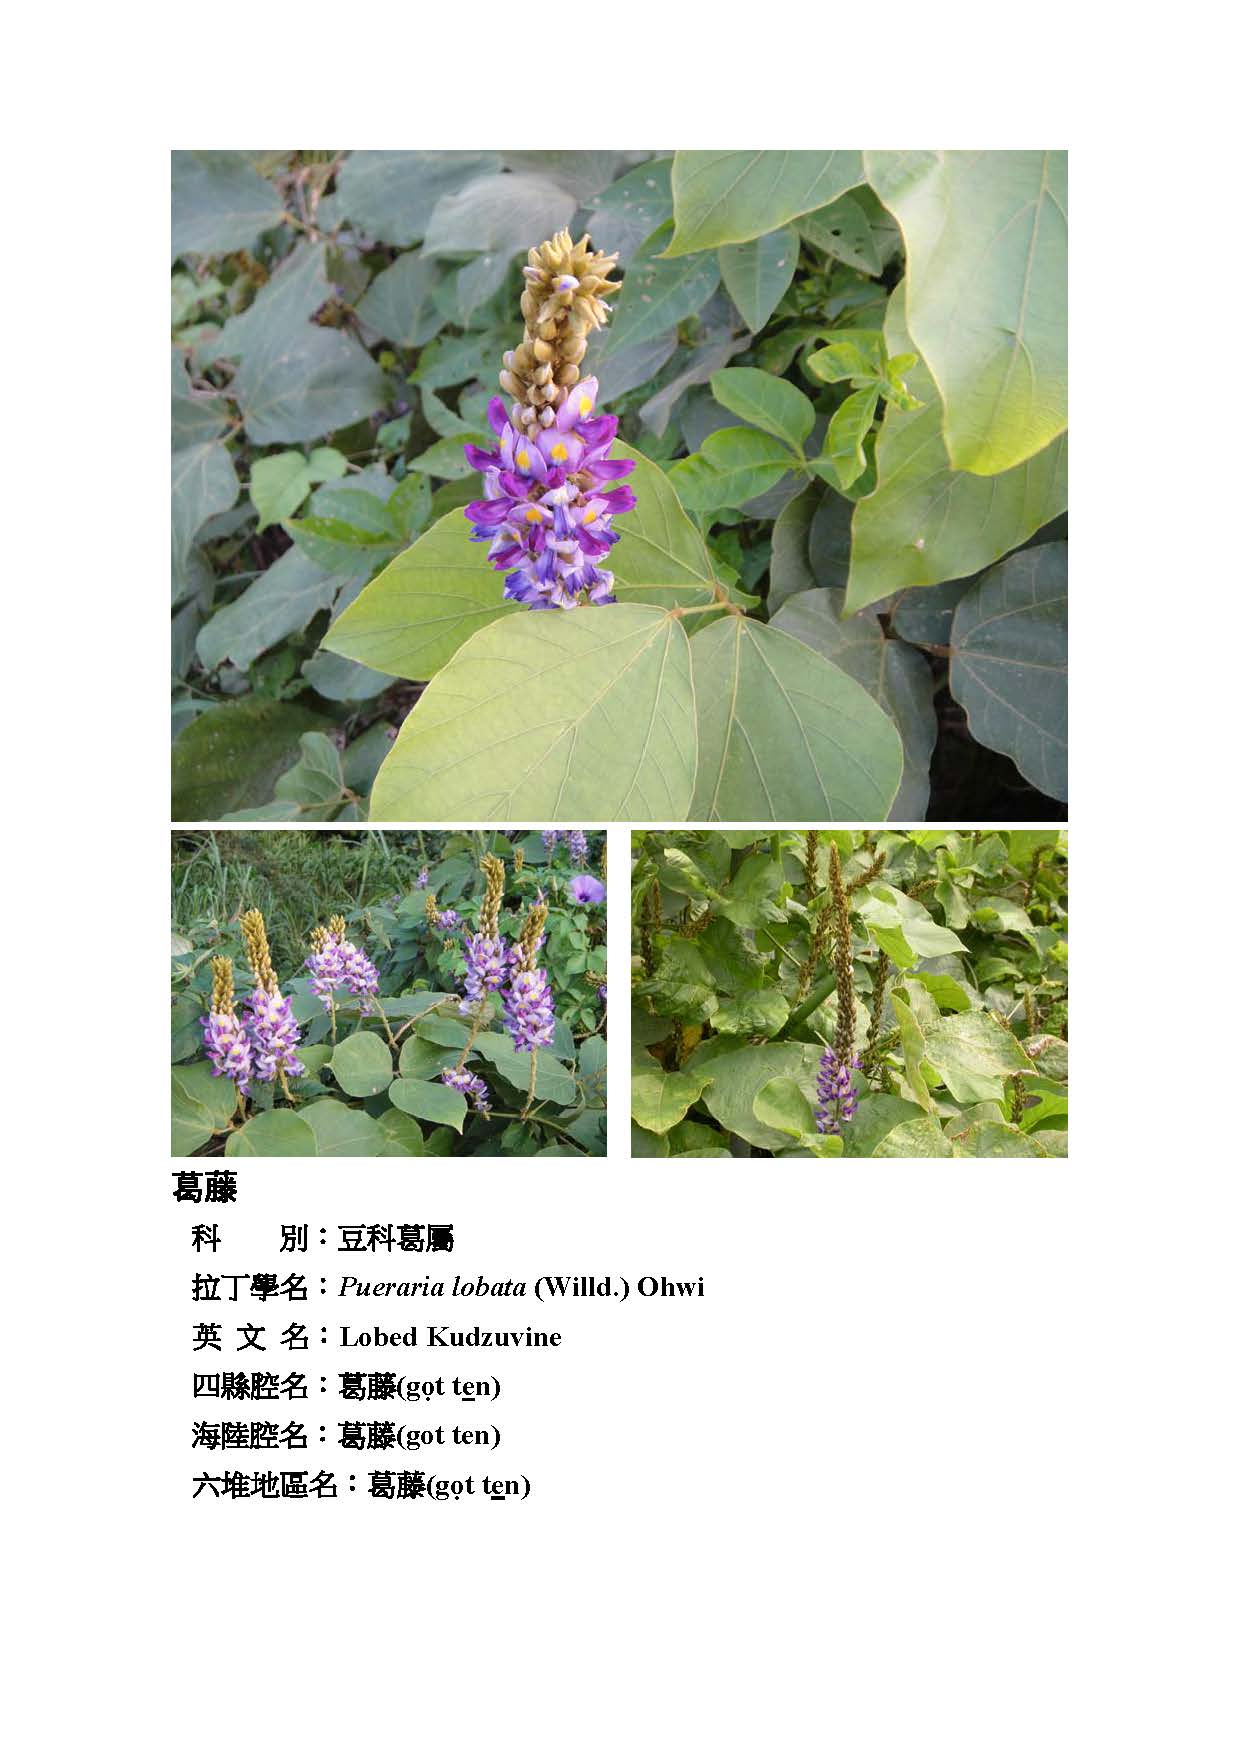 葛藤
科　　別：豆科葛屬
拉丁學名：Pueraria lobata (Willd.) Ohwi
英 文 名：Lobed Kudzuvine
四縣腔名：葛藤(gọt te̲n)
海陸腔名：葛藤(got ten)
六堆地區名：葛藤(gọt te̲n)